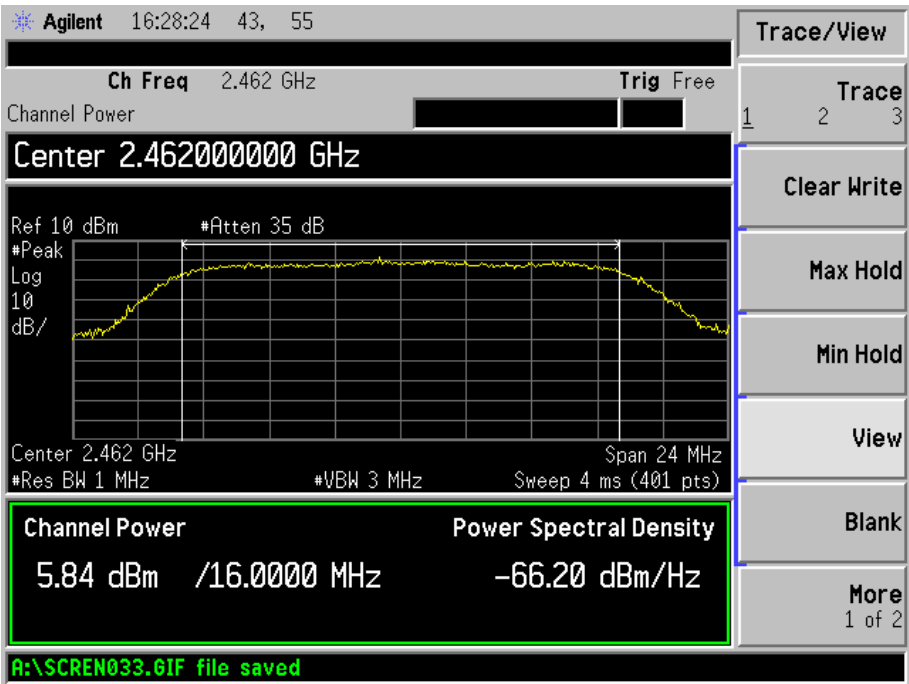 Agilent 16:28:24 43, 55
Trace/View
Ch Freq 2.462 GHz
Trig Free
Channel Power
Center 2.462000000 GHz
Ref 10 dBm #Atten 35 dB
#Peak
Log
10
dB/
Center 2.462 GHz Span 24 MHz
#Res BW 1 MHz #VBW 3 MHz Sweep 4 ms (401 pts)
Channel Power
Power Spectral Density
5.84 dBm /16.0000 MHz
-66.20 dBm/Hz
A:\SCREN033.GIF file saved
Trace
1 2 3
Clear Write
Max Hold
Min Hold
View
Blank
More
1 of 2